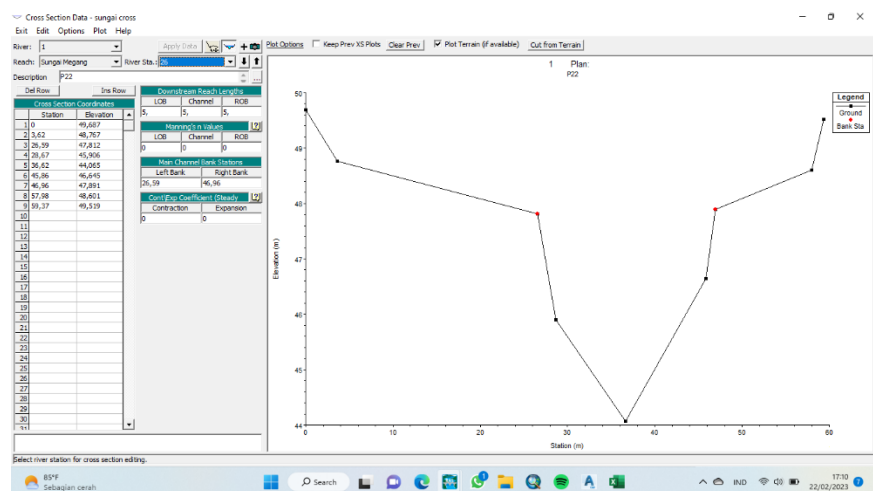 Cross Section Data - sungai cross
Exit Edit Options Plot Help
River: 1 Apply Data
Reach: Sungai Megang River Sta.: 26
Description P22 ...
Del Row Ins Row
Cross Section Coordinates
Station Elevation
1 0 49,687
2 3,62 48,767
3 26,59 47,812
4 28,67 45,906
5 36,62 44,065
6 45,86 46,645
7 46,96 47,891
8 57,98 48,601
9 59,37 49,519
10
11
12
13
14
15
16
17
18
19
20
21
22
23
24
25
26
27
28
29
30
31
Downstream Reach Lengths
LOB Channel ROB
5, 5, 5,
Manning's n Values ?
LOB Channel ROB
0 0 0
Main Channel Bank Stations
Left Bank Right Bank
26,59 46,96
Cont\Exp Coefficient (Steady ?
Contraction Expansion
0 0
Plot Options Keep Prev XS Plots Clear Prev Plot Terrain (if available) Cut from Terrain
1 Plan:
P22
Legend
Ground
Bank Sta
Elevation (m)
50
49
48
47
46
45
44
0 10 20 30 40 50 60
Station (m)
Select river station for cross section editing.
85°F
Sebagian cerah
Search
IND
17:10
22/02/2023